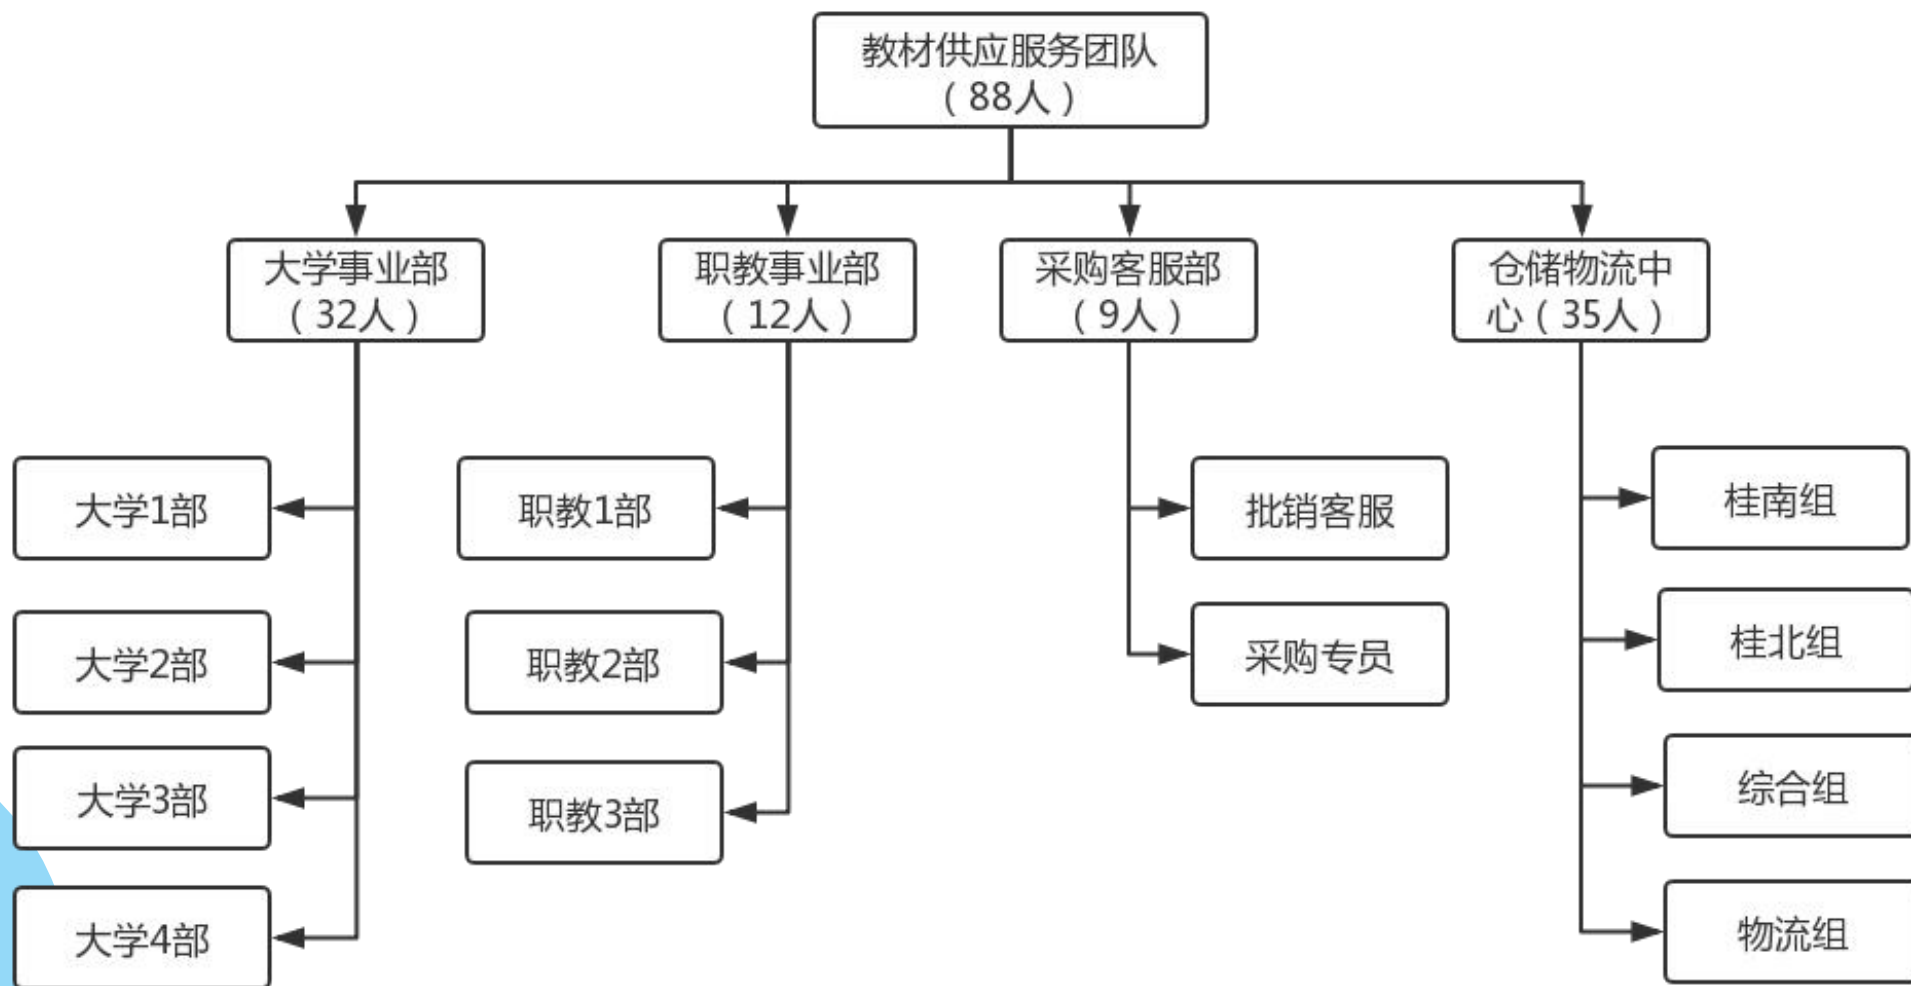 教材供应服务团队
（88人）
大学事业部
（32人）
职教事业部
（12人）
采购客服部
（9人）
仓储物流中
心（35人）
大学1部
大学2部
大学3部
大学4部
职教1部
职教2部
职教3部
批销客服
采购专员
桂南组
桂北组
综合组
物流组